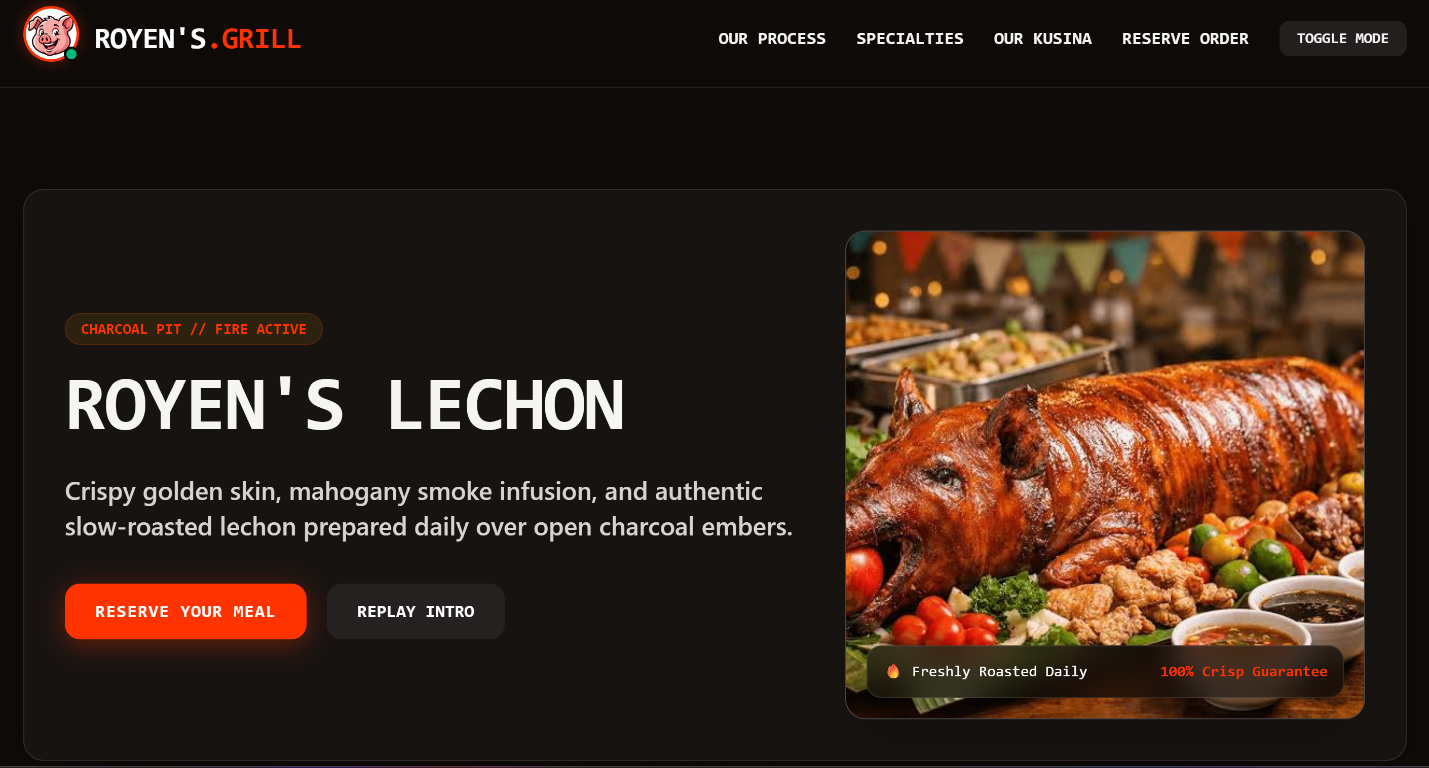 ROYEN'S.GRILL
OUR PROCESS
SPECIALTIES
OUR KUSINA
RESERVE ORDER
TOGGLE MODE
CHARCOAL PIT // FIRE ACTIVE
ROYEN'S LECHON
Crispy golden skin, mahogany smoke infusion, and authentic
slow-roasted lechon prepared daily over open charcoal embers.
RESERVE YOUR MEAL
REPLAY INTRO
🔥 Freshly Roasted Daily
100% Crisp Guarantee